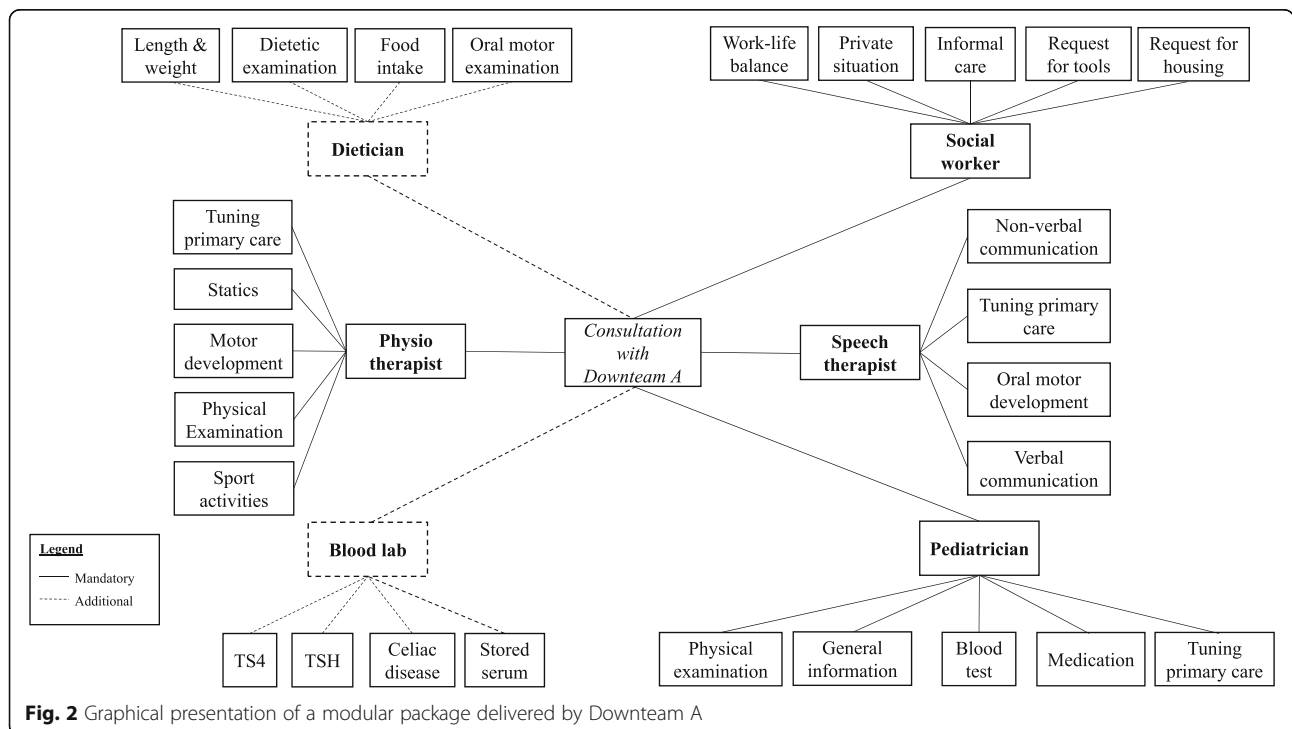 Length &
weight
Dietetic
examination
Food
intake
Oral motor
examination
Dietician
Work-life
balance
Private
situation
Informal
care
Request
for tools
Request for
housing
Social
worker
Tuning
primary care
Statics
Motor
development
Physical
Examination
Sport
activities
Physio
therapist
Consultation
with
Downteam A
Speech
therapist
Non-verbal
communication
Tuning primary
care
Oral motor
development
Verbal
communication
Legend
Mandatory
Additional
Blood lab
TS4
TSH
Celiac
disease
Stored
serum
Pediatrician
Physical
examination
General
information
Blood
test
Medication
Tuning
primary care
Fig. 2 Graphical presentation of a modular package delivered by Downteam A